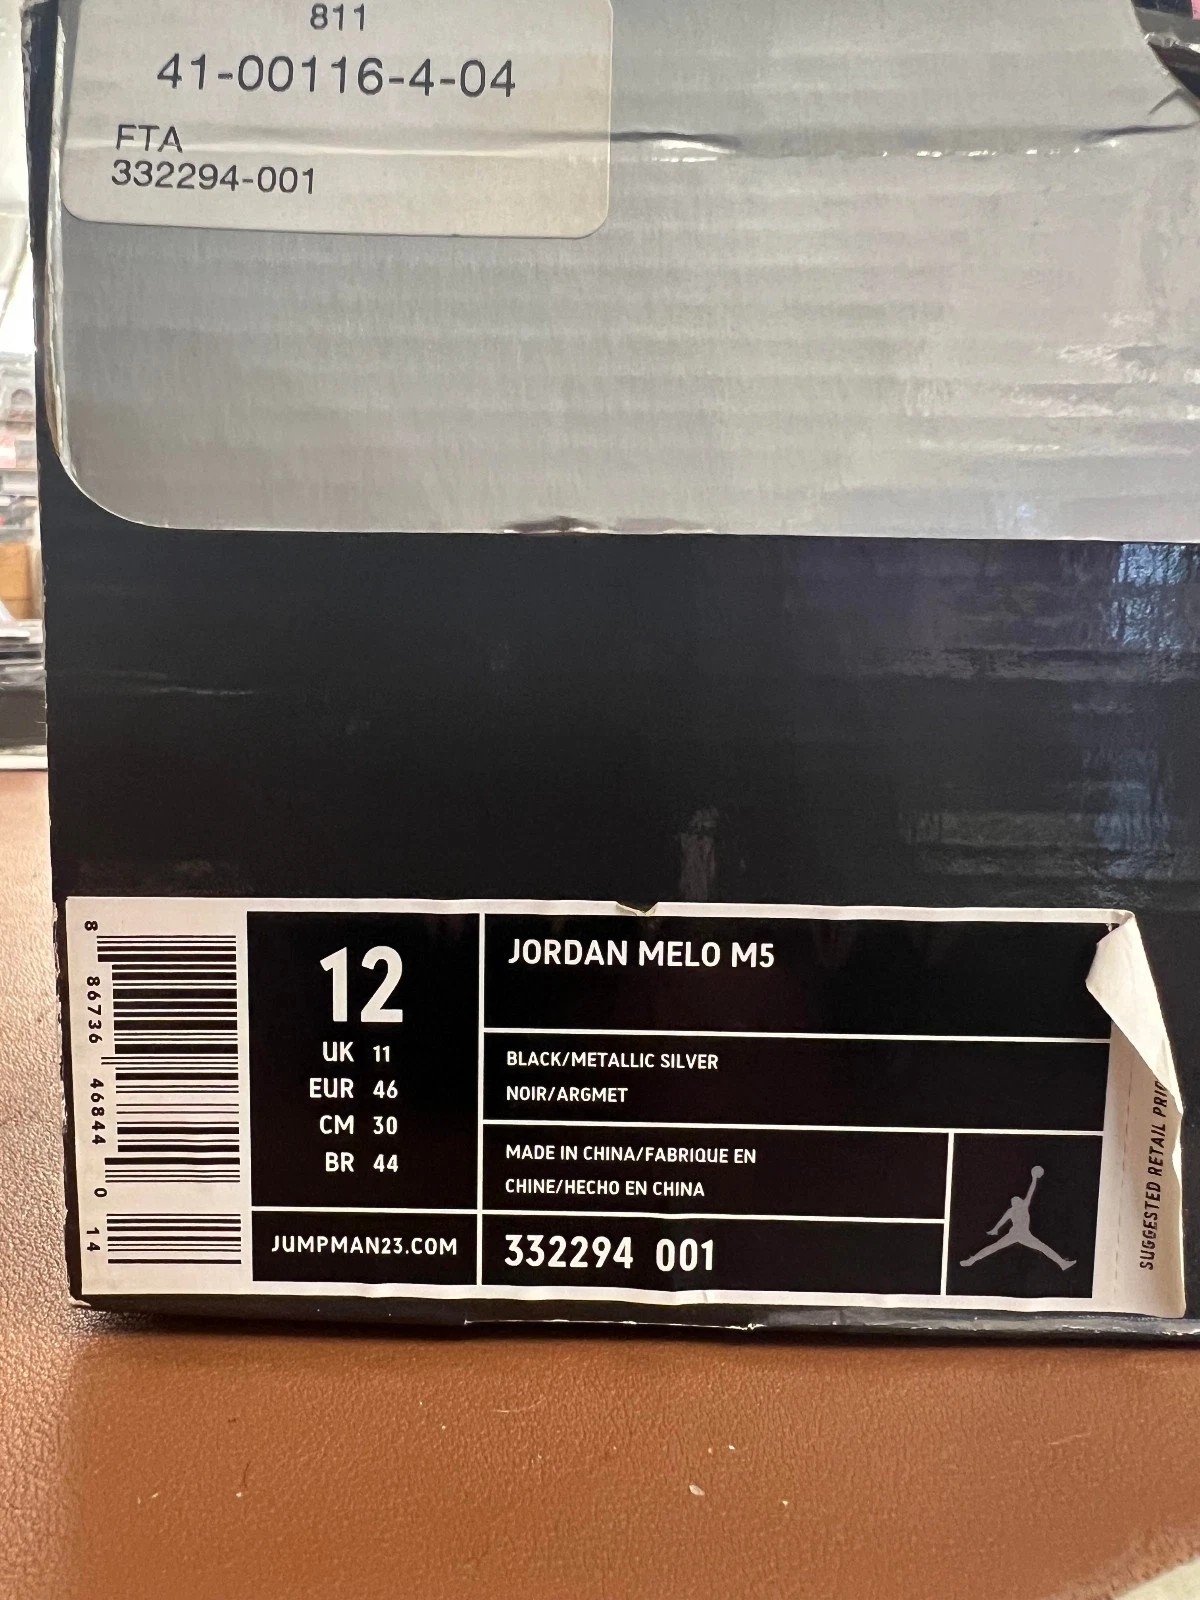 811
41-00116-4-04
FTA
332294-001
8 86736 46844 0 14
12
UK 11
EUR 46
CM 30
BR 44
JUMPMAN23.COM
JORDAN MELO M5
BLACK/METALLIC SILVER
NOIR/ARGMET
MADE IN CHINA/FABRIQUE EN
CHINE/HECHO EN CHINA
332294 001
SUGGESTED RETAIL